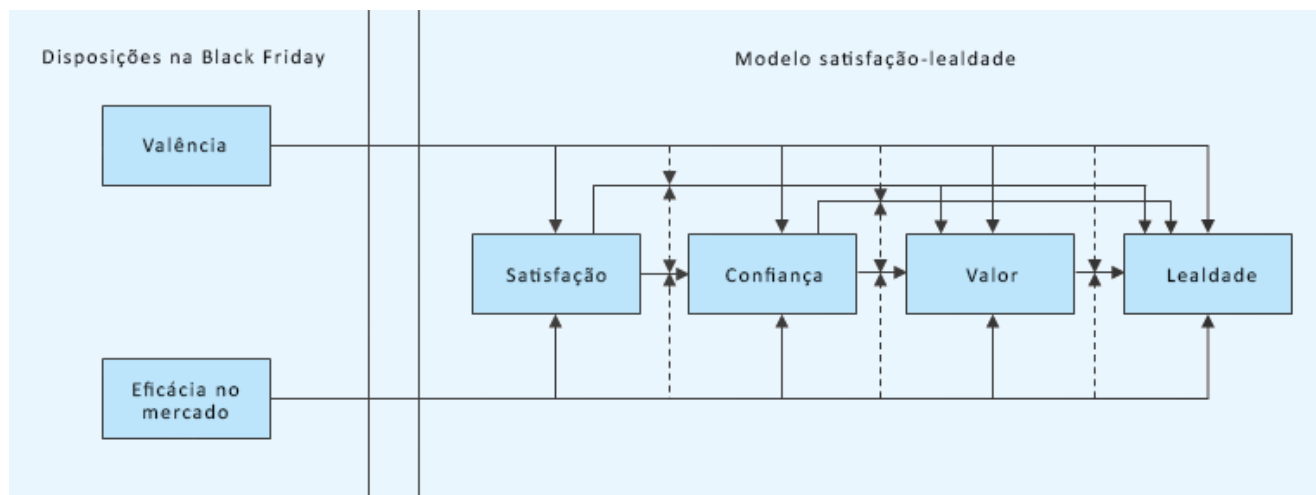 Disposições na Black Friday
Modelo satisfação-lealdade
Valência
Satisfação
Confiança
Valor
Lealdade
Eficácia no
mercado